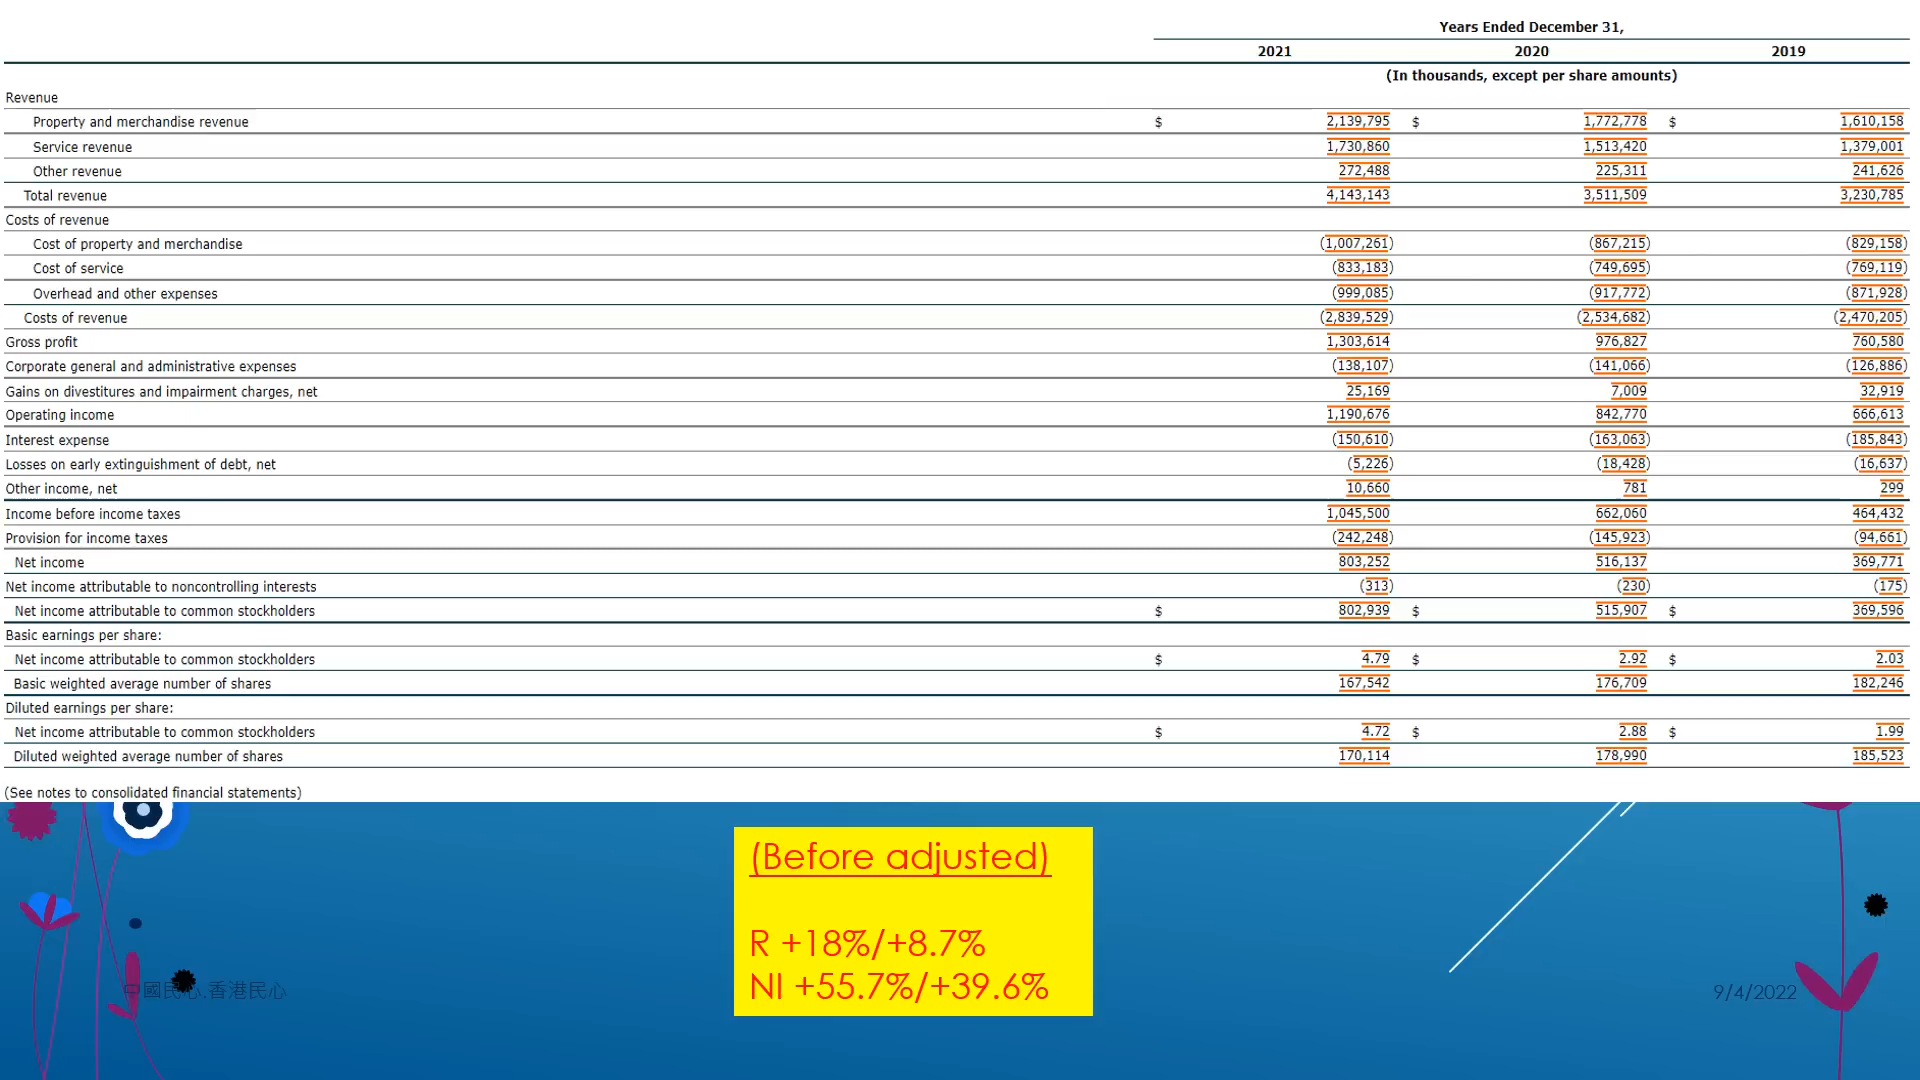 Years Ended December 31,
2021 2020 2019
(In thousands, except per share amounts)
Revenue
Property and merchandise revenue $ 2,139,795 $ 1,772,778 $ 1,610,158
Service revenue 1,730,860 1,513,420 1,379,001
Other revenue 272,488 225,311 241,626
Total revenue 4,143,143 3,511,509 3,230,785
Costs of revenue
Cost of property and merchandise (1,007,261) (867,215) (829,158)
Cost of service (833,183) (749,695) (769,119)
Overhead and other expenses (999,085) (917,772) (871,928)
Costs of revenue (2,839,529) (2,534,682) (2,470,205)
Gross profit 1,303,614 976,827 760,580
Corporate general and administrative expenses (138,107) (141,066) (126,886)
Gains on divestitures and impairment charges, net 25,169 7,009 32,919
Operating income 1,190,676 842,770 666,613
Interest expense (150,610) (163,063) (185,843)
Losses on early extinguishment of debt, net (5,226) (18,428) (16,637)
Other income, net 10,660 781 299
Income before income taxes 1,045,500 662,060 464,432
Provision for income taxes (242,248) (145,923) (94,661)
Net income 803,252 516,137 369,771
Net income attributable to noncontrolling interests (313) (230) (175)
Net income attributable to common stockholders $ 802,939 $ 515,907 $ 369,596
Basic earnings per share:
Net income attributable to common stockholders $ 4.79 $ 2.92 $ 2.03
Basic weighted average number of shares 167,542 176,709 182,246
Diluted earnings per share:
Net income attributable to common stockholders $ 4.72 $ 2.88 $ 1.99
Diluted weighted average number of shares 170,114 178,990 185,523
(See notes to consolidated financial statements)
(Before adjusted)
R +18%/+8.7%
NI +55.7%/+39.6%
中國民心.香港民心
9/4/2022